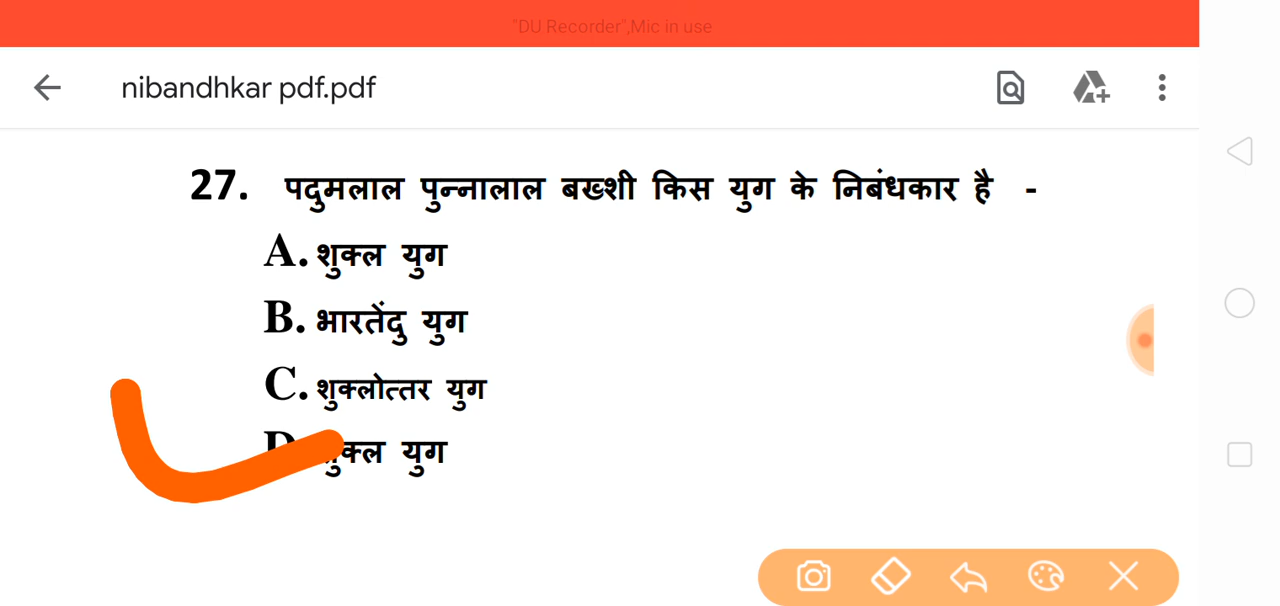 "DU Recorder",Mic in use
nibandhkar pdf.pdf
27. पदुमलाल पुन्नालाल बख्शी किस युग के निबंधकार है -
A. शुक्ल युग
B. भारतेंदु युग
C. शुक्लोत्तर युग
D. शुक्ल युग